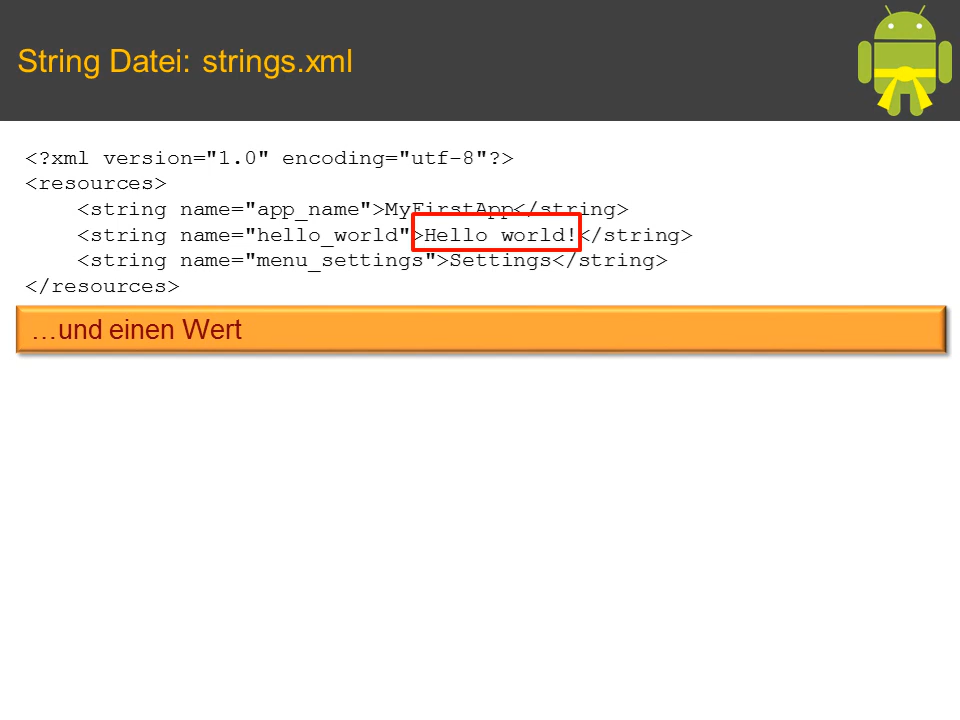 String Datei: strings.xml
<?xml version="1.0" encoding="utf-8"?>
<resources>
    <string name="app_name">MyFirstApp</string>
    <string name="hello_world">Hello world!</string>
    <string name="menu_settings">Settings</string>
</resources>
…und einen Wert